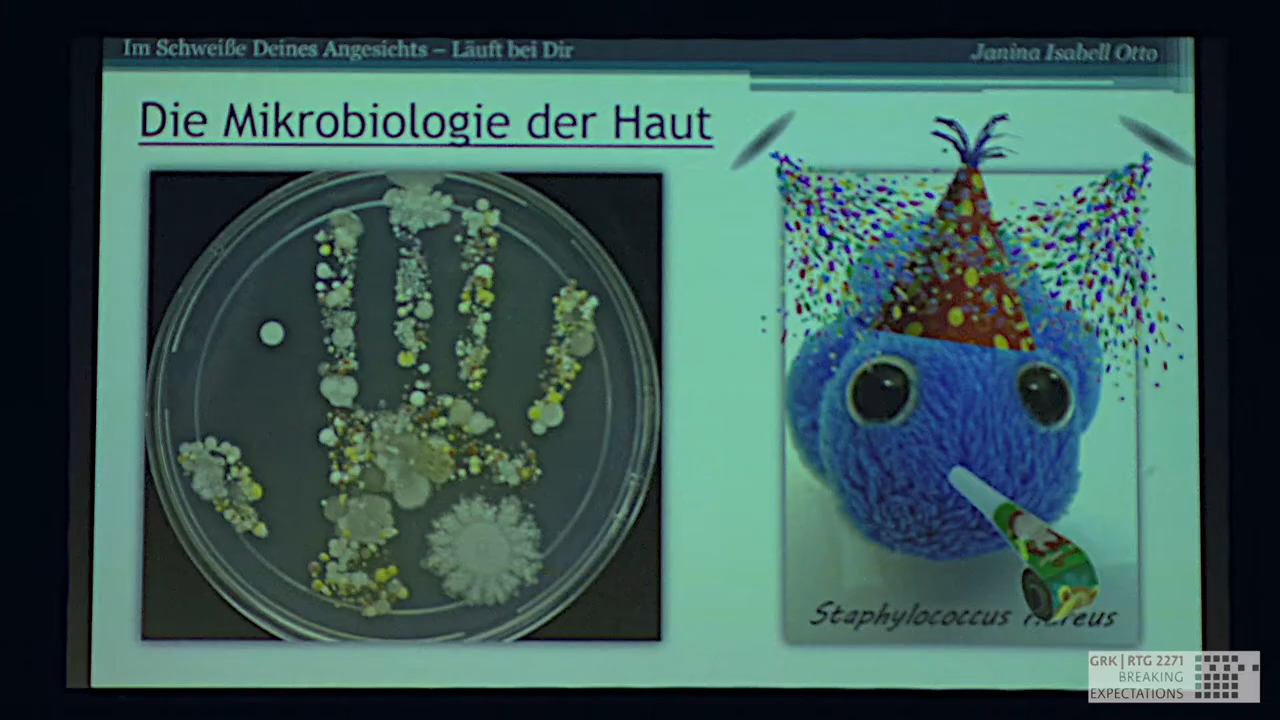 Im Schweiße Deines Angesichts – Läuft bei Dir
Janina Isabell Otto
Die Mikrobiologie der Haut
Staphylococcus Aureus
GRK | RTG 2271
BREAKING
EXPECTATIONS